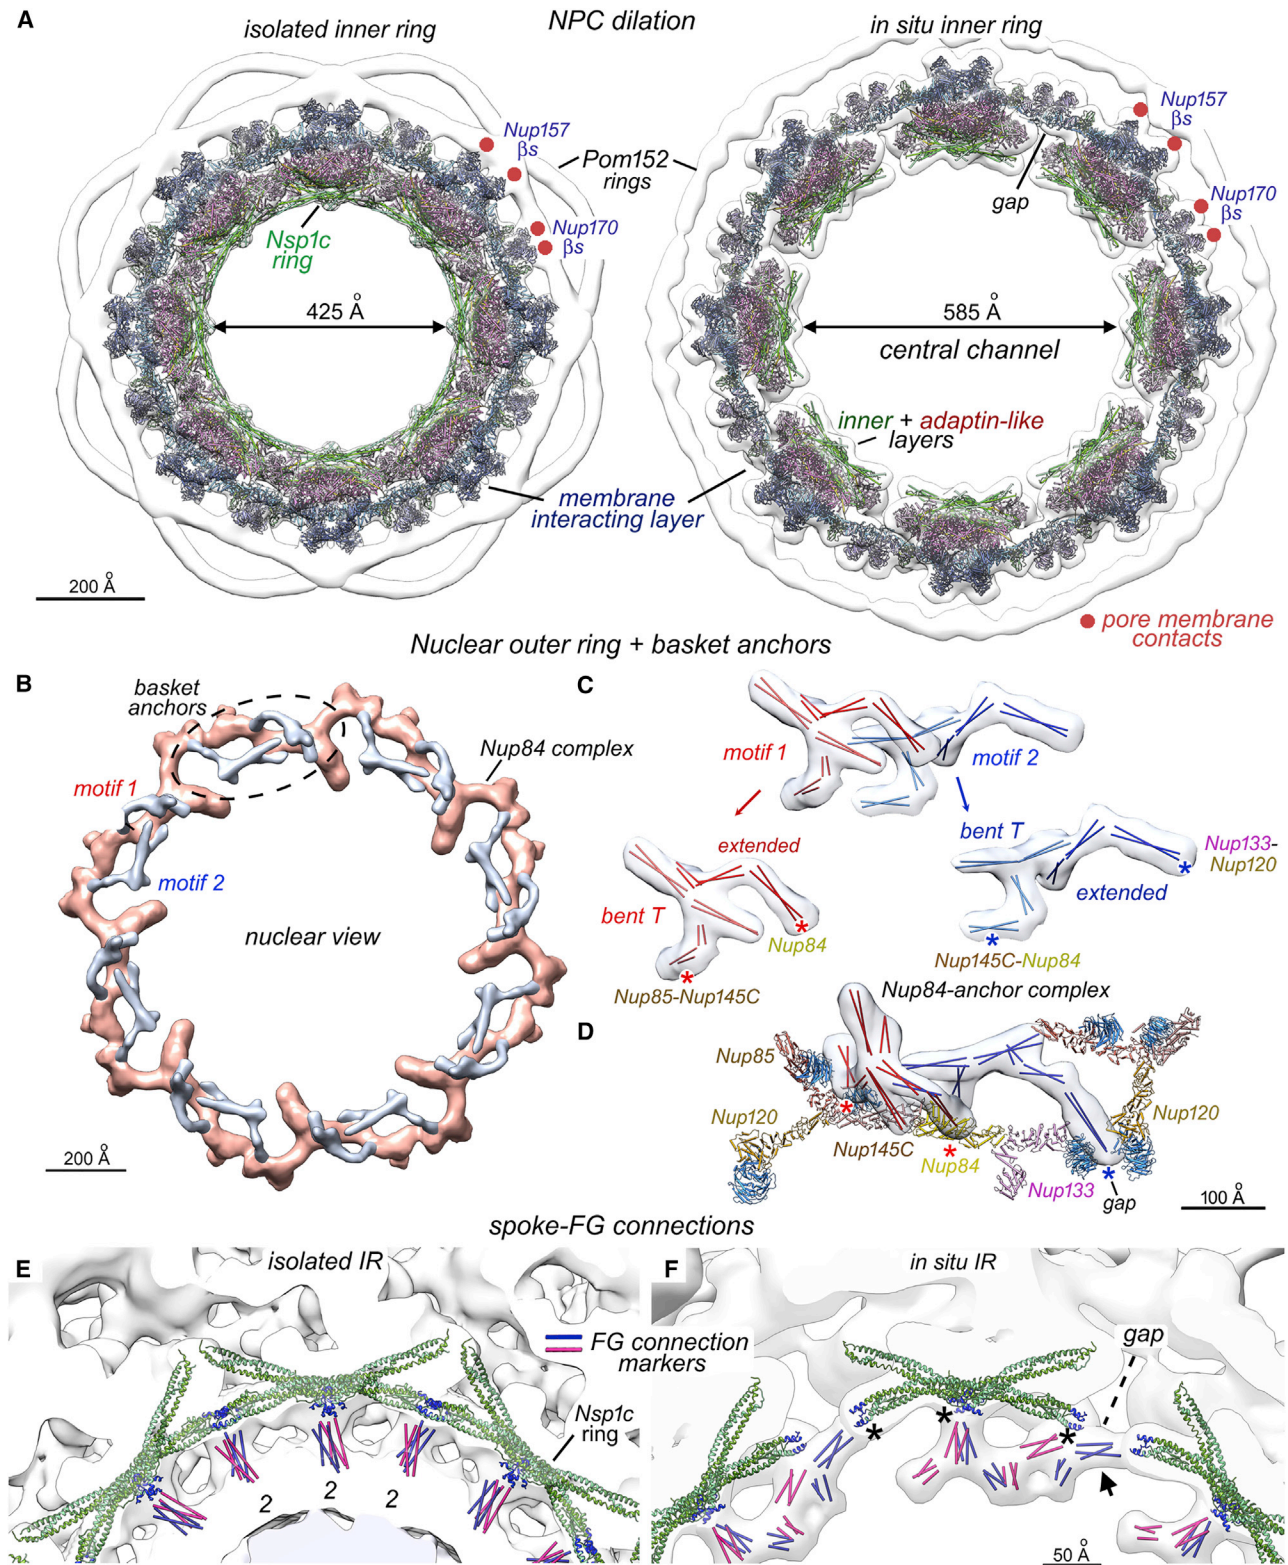 A
NPC dilation
isolated inner ring
in situ inner ring
Nup157
βs
Nup157
βs
Pom152
rings
Nup170
βs
Nup170
βs
gap
Nsp1c
ring
425 Å
585 Å
central channel
inner + adaptin-like
layers
membrane
interacting layer
200 Å
pore membrane
contacts
Nuclear outer ring + basket anchors
B
basket
anchors
Nup84 complex
motif 1
motif 2
nuclear view
200 Å
C
motif 1
motif 2
extended
bent T
bent T
extended
Nup133-
Nup120
*
Nup84
*
Nup85-Nup145C
*
*
Nup145C-Nup84
Nup84-anchor complex
D
Nup85
Nup120
*
Nup145C
*
Nup84
Nup133
*
gap
Nup120
100 Å
spoke-FG connections
E
isolated IR
FG connection
markers
Nsp1c
ring
2
2
2
F
in situ IR
gap
*
*
*
50 Å